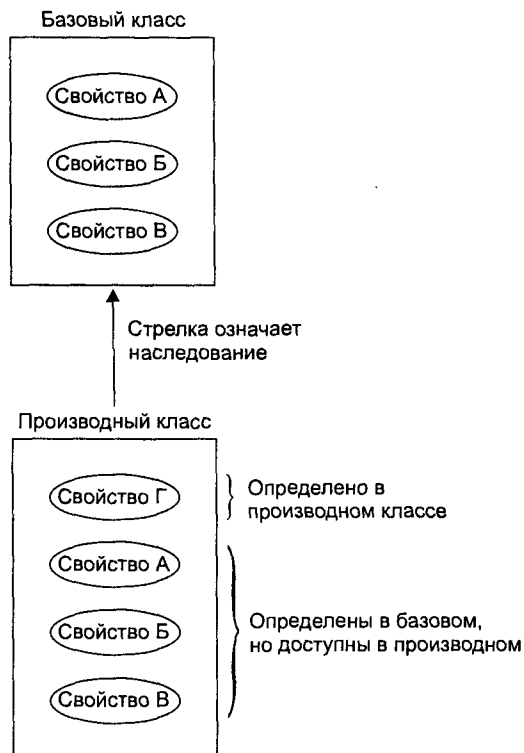 Базовый класс
Свойство А
Свойство Б
Свойство В
Стрелка означает
наследование
Производный класс
Свойство Г
Определено в
производном классе
Свойство А
Свойство Б
Свойство В
Определены в базовом,
но доступны в производном